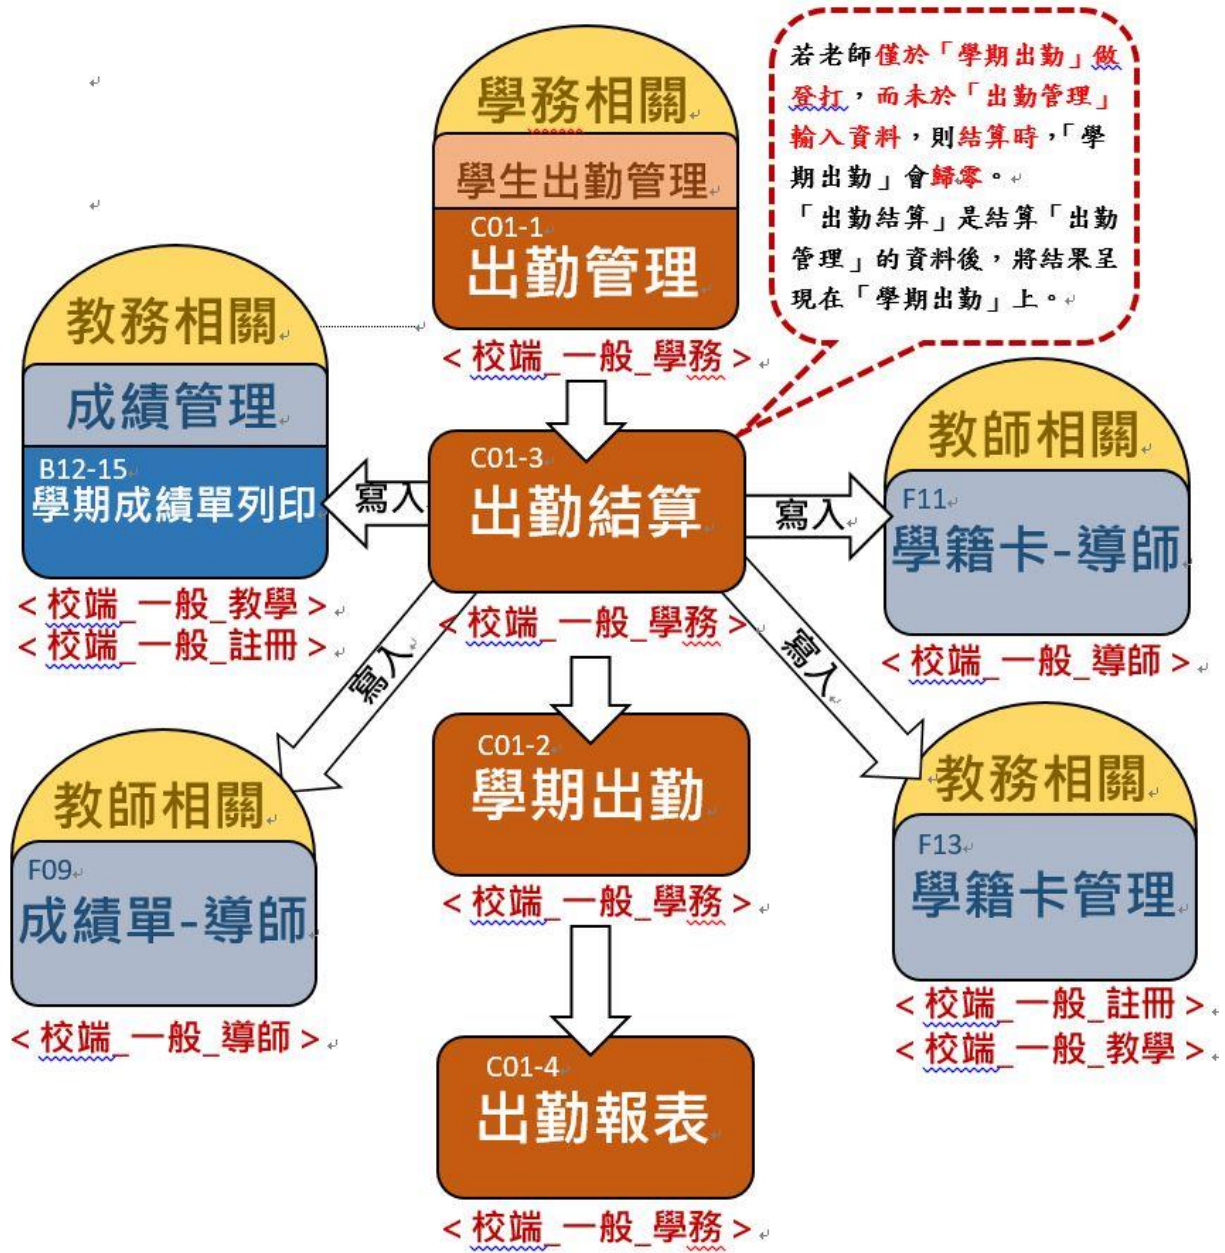 學務相關
學生出勤管理
C01-1
出勤管理
<校端_一般_學務>
若老師僅於「學期出勤」做
登打，而未於「出勤管理」
輸入資料，則結算時，「學
期出勤」會歸零。
「出勤結算」是結算「出勤
管理」的資料後，將結果呈
現在「學期出勤」上。
教務相關
成績管理
B12-15
學期成績單列印
<校端_一般_教學>
<校端_一般_註冊>
寫入
C01-3
出勤結算
<校端_一般_學務>
寫入
教師相關
F11
學籍卡-導師
<校端_一般_導師>
寫入
寫入
教師相關
F09
成績單-導師
<校端_一般_導師>
C01-2
學期出勤
<校端_一般_學務>
教務相關
F13
學籍卡管理
<校端_一般_註冊>
<校端_一般_教學>
C01-4
出勤報表
<校端_一般_學務>